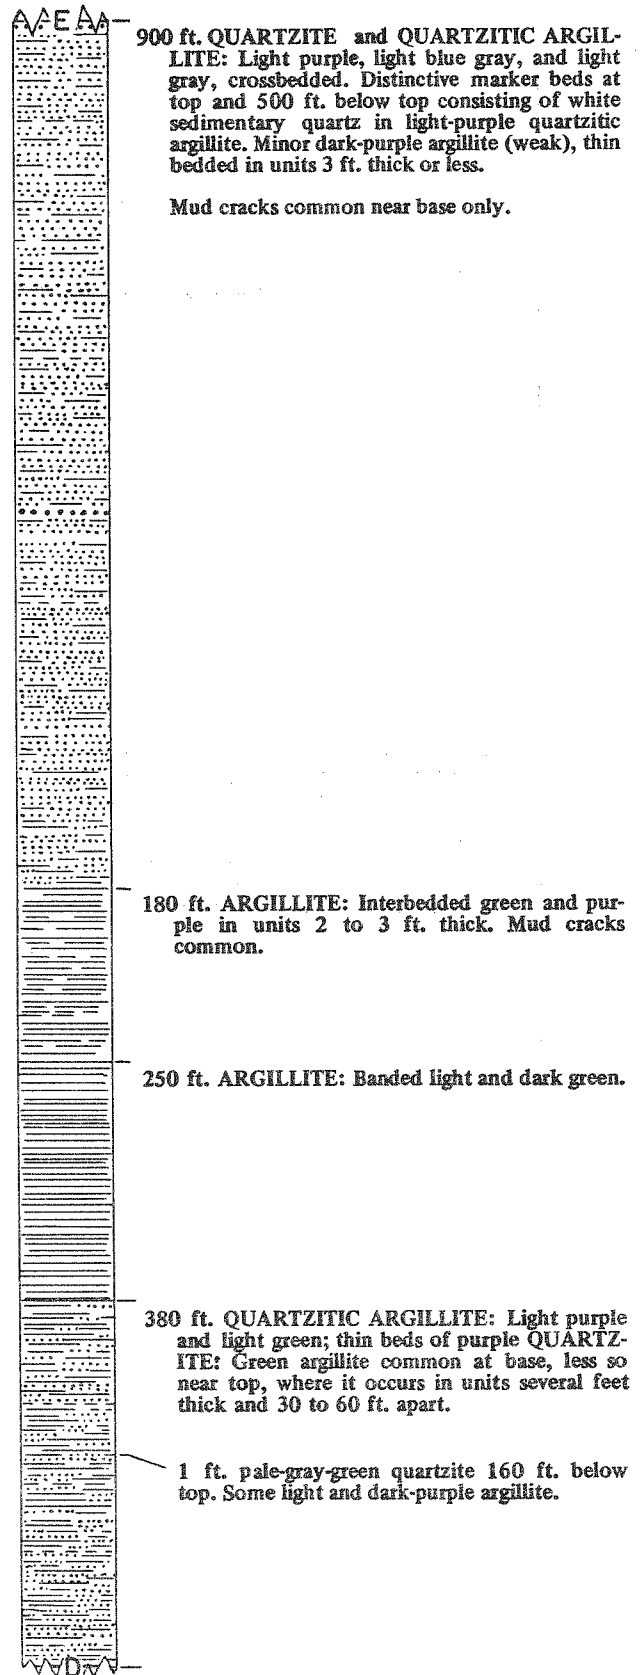 A E A
900 ft. QUARTZITE and QUARTZITIC ARGIL-
LITE: Light purple, light blue gray, and light
gray, crossbedded. Distinctive marker beds at
top and 500 ft. below top consisting of white
sedimentary quartz in light-purple quartzitic
argillite. Minor dark-purple argillite (weak), thin
bedded in units 3 ft. thick or less.
Mud cracks common near base only.
180 ft. ARGILLITE: Interbedded green and pur-
ple in units 2 to 3 ft. thick. Mud cracks
common.
250 ft. ARGILLITE: Banded light and dark green.
380 ft. QUARTZITIC ARGILLITE: Light purple
and light green; thin beds of purple QUARTZ-
ITE: Green argillite common at base, less so
near top, where it occurs in units several feet
thick and 30 to 60 ft. apart.
1 ft. pale-gray-green quartzite 160 ft. below
top. Some light and dark-purple argillite.
D